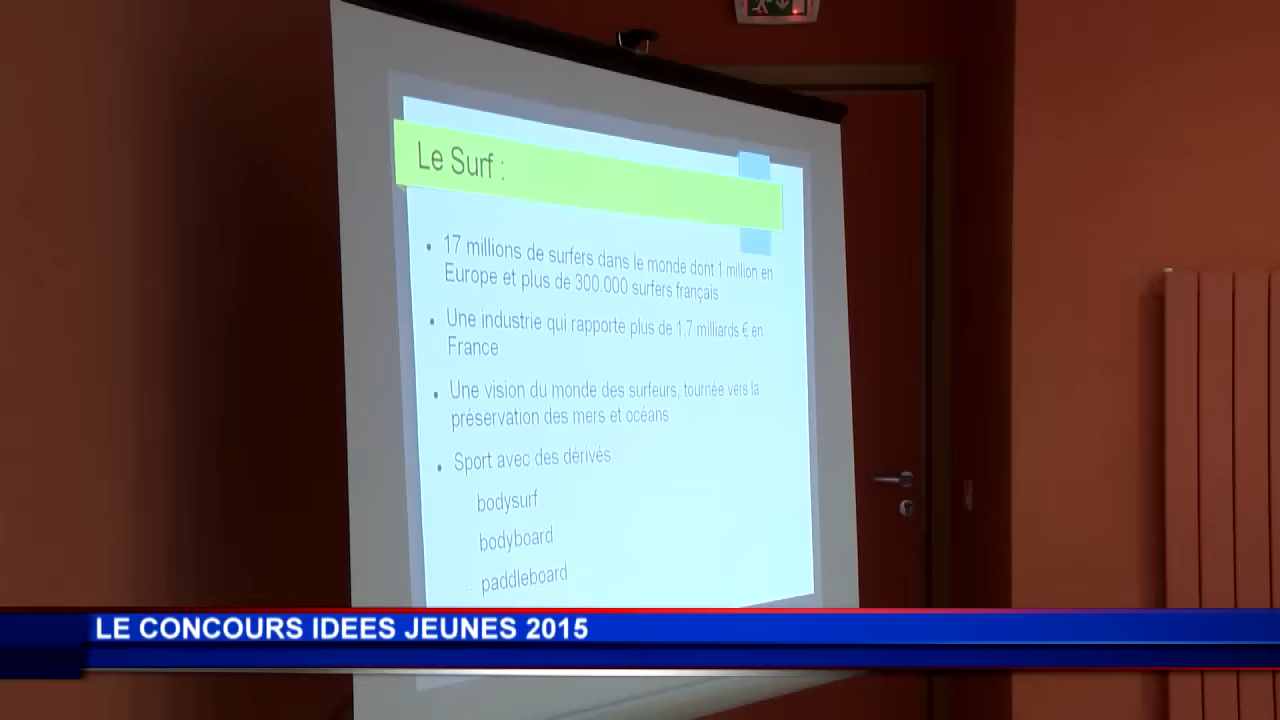 Le Surf :
• 17 millions de surfers dans le monde dont 1 million en
Europe et plus de 300.000 surfers français
• Une industrie qui rapporte plus de 1,7 milliards € en
France
• Une vision du monde des surfeurs, tournée vers la
préservation des mers et océans
• Sport avec des dérivés
bodysurf
bodyboard
paddleboard
LE CONCOURS IDEES JEUNES 2015